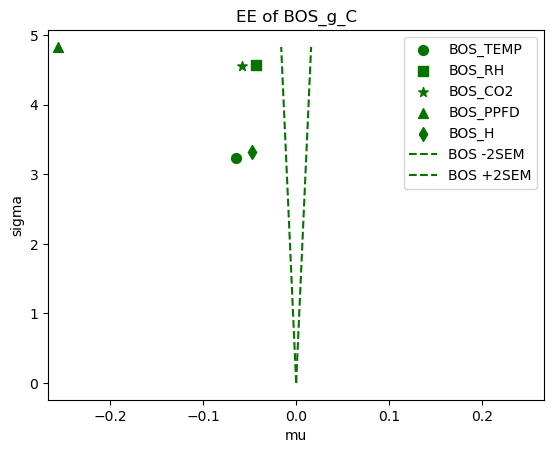 EE of BOS_g_C
BOS_TEMP
BOS_RH
BOS_CO2
BOS_PPFD
BOS_H
BOS -2SEM
BOS +2SEM
sigma
5
4
3
2
1
0
−0.2
−0.1
0.0
0.1
0.2
mu